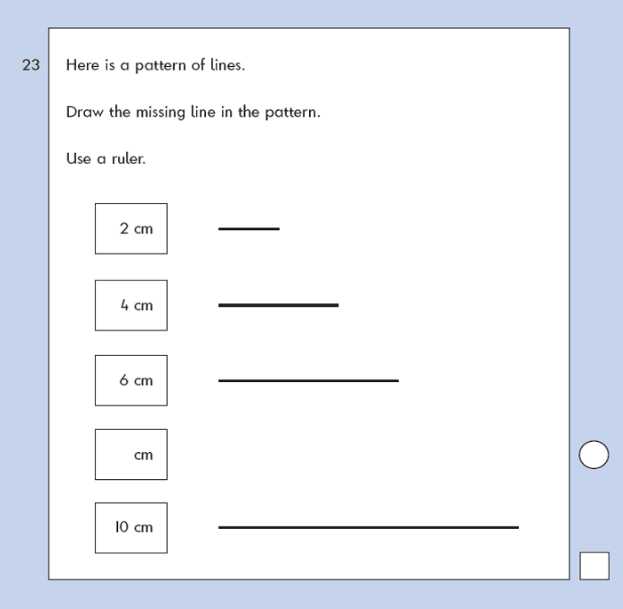 23 Here is a pattern of lines.
Draw the missing line in the pattern.
Use a ruler.
2 cm
4 cm
6 cm
cm
10 cm